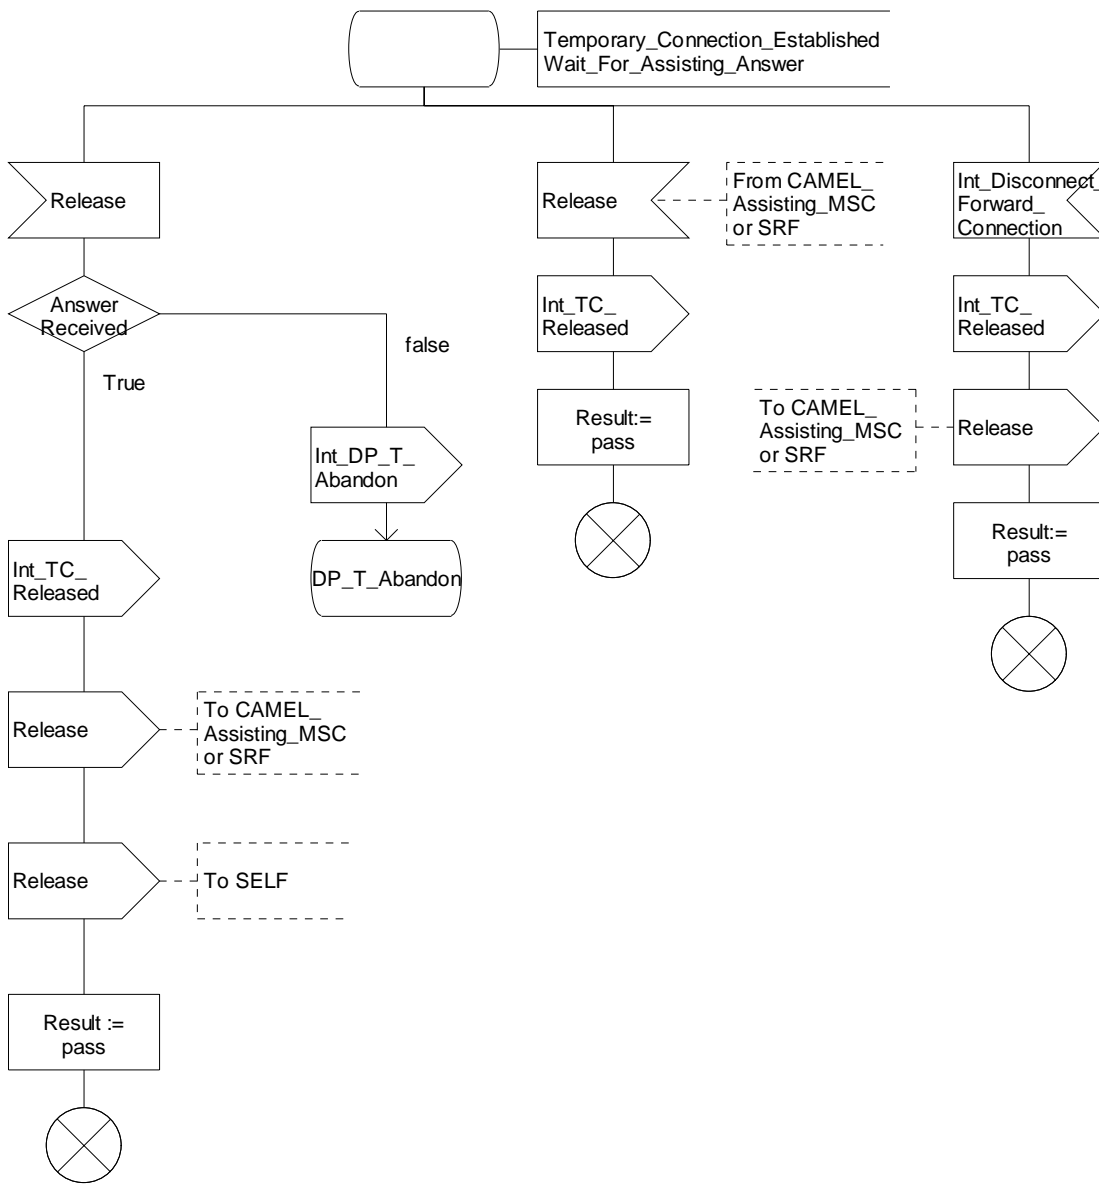 Temporary_Connection_Established
Wait_For_Assisting_Answer
Release
Release
From CAMEL_
Assisting_MSC
or SRF
Int_Disconnect_
Forward_
Connection
Answer
Received
Int_TC_
Released
Int_TC_
Released
false
True
Result:=
pass
To CAMEL_
Assisting_MSC
or SRF
Release
Int_DP_T_
Abandon
Result:=
pass
Int_TC_
Released
DP_T_Abandon
Release
To CAMEL_
Assisting_MSC
or SRF
Release
To SELF
Result :=
pass